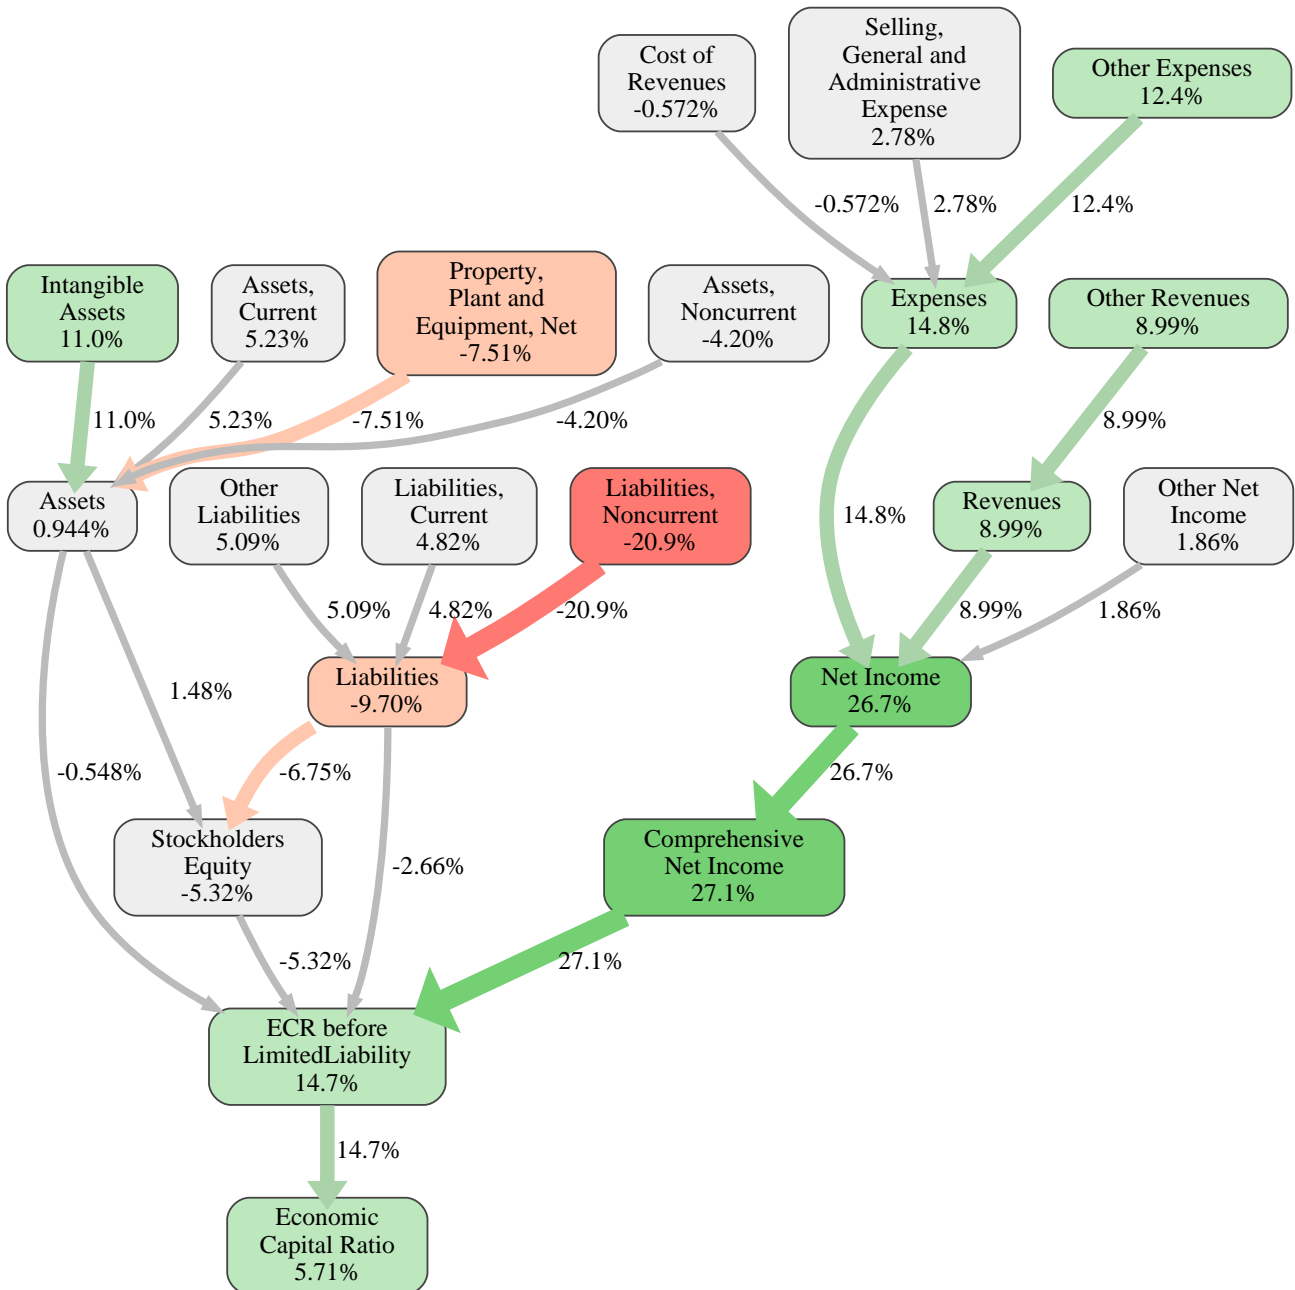 Cost of
Revenues
-0.572%
Selling,
General and
Administrative
Expense
2.78%
Other Expenses
12.4%
-0.572%
2.78%
12.4%
Intangible
Assets
11.0%
Assets,
Current
5.23%
Property,
Plant and
Equipment, Net
-7.51%
Assets,
Noncurrent
-4.20%
Expenses
14.8%
Other Revenues
8.99%
11.0%
5.23%
-7.51%
-4.20%
8.99%
Assets
0.944%
Other
Liabilities
5.09%
Liabilities,
Current
4.82%
Liabilities,
Noncurrent
-20.9%
14.8%
Revenues
8.99%
Other Net
Income
1.86%
5.09%
4.82%
-20.9%
8.99%
1.86%
1.48%
Liabilities
-9.70%
Net Income
26.7%
-0.548%
-6.75%
26.7%
Stockholders
Equity
-5.32%
-2.66%
Comprehensive
Net Income
27.1%
-5.32%
27.1%
ECR before
LimitedLiability
14.7%
14.7%
Economic
Capital Ratio
5.71%